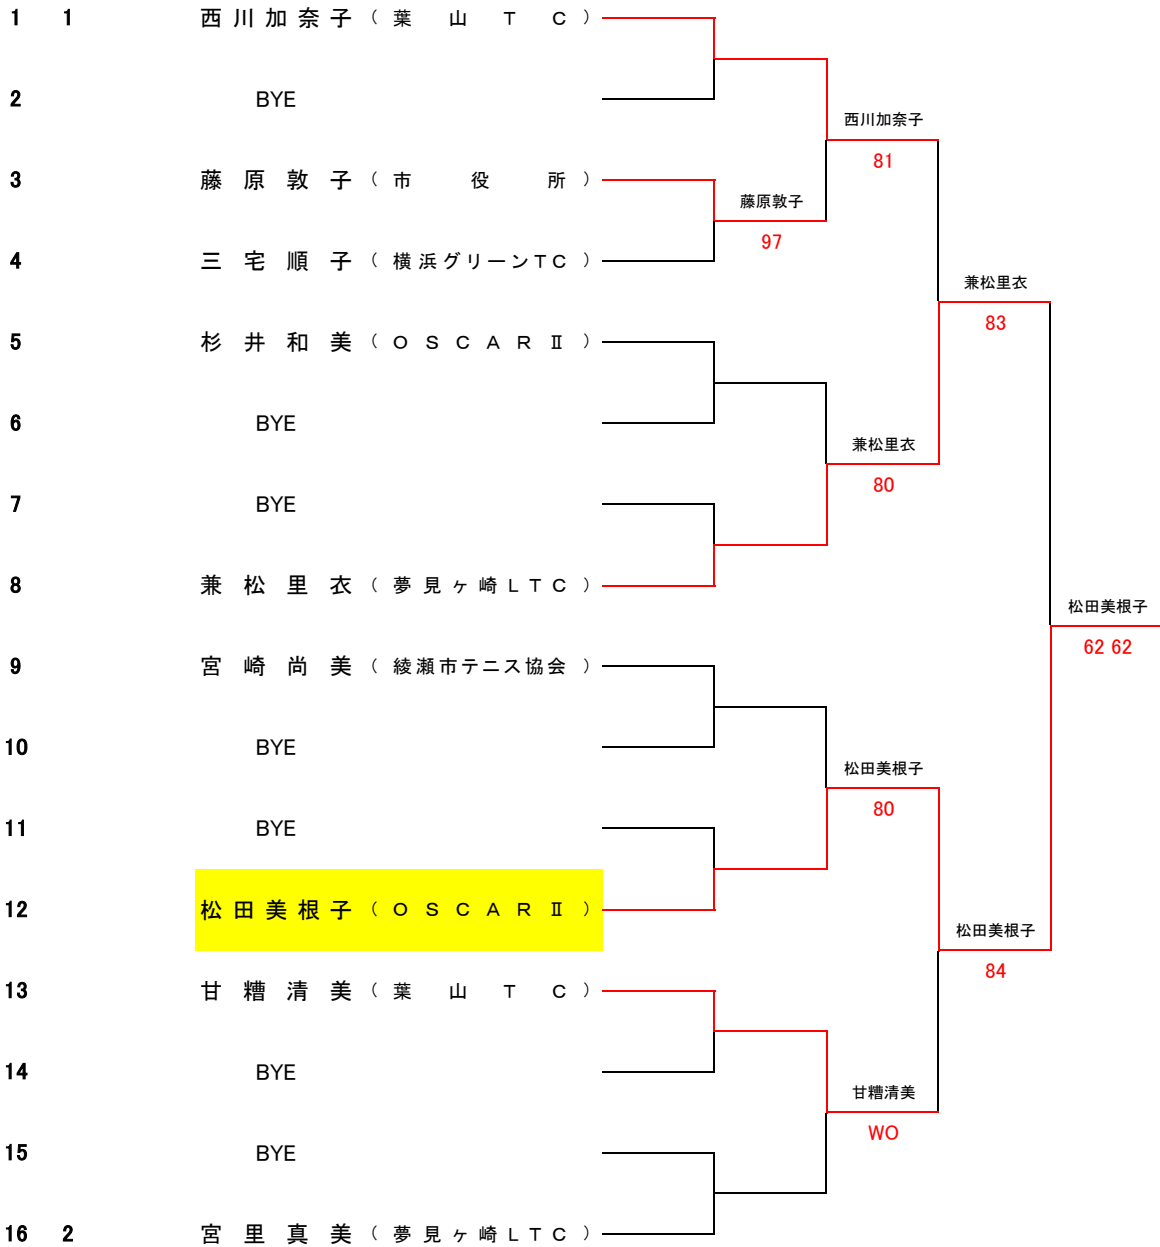 1 1 西川加奈子（葉山TC）
2 BYE
西川加奈子
81
3 藤原敦子（市役所）
藤原敦子
97
4 三宅順子（横浜グリーンTC）
兼松里衣
83
5 杉井和美（OSCARⅡ）
6 BYE
兼松里衣
80
7 BYE
8 兼松里衣（夢見ヶ崎LTC）
松田美根子
62 62
9 宮崎尚美（綾瀬市テニス協会）
10 BYE
松田美根子
80
11 BYE
12 松田美根子（OSCARⅡ）
松田美根子
84
13 甘糟清美（葉山TC）
14 BYE
甘糟清美
WO
15 BYE
16 2 宮里真美（夢見ヶ崎LTC）